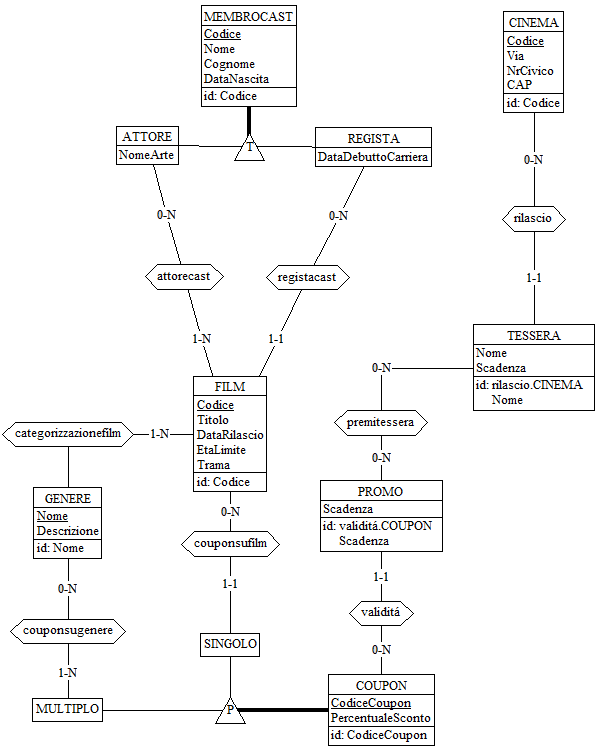 MEMBROCAST
Codice
Nome
Cognome
DataNascita
id: Codice
CINEMA
Codice
Via
NrCivico
CAP
id: Codice
ATTORE
NomeArte
T
REGISTA
DataDebuttoCarriera
0-N
0-N
0-N
rilascio
attorecast
registacast
1-1
1-N
1-1
TESSERA
Nome
Scadenza
id: rilascio.CINEMA
Nome
0-N
FILM
Codice
Titolo
DataRilascio
EtaLimite
Trama
id: Codice
categorizzazionefilm
1-N
premitessera
0-N
GENERE
Nome
Descrizione
id: Nome
0-N
couponsufilm
PROMO
Scadenza
id: validitá.COUPON
Scadenza
0-N
1-1
1-1
validitá
couponsugenere
SINGOLO
0-N
1-N
MULTIPLO
P
COUPON
CodiceCoupon
PercentualeSconto
id: CodiceCoupon